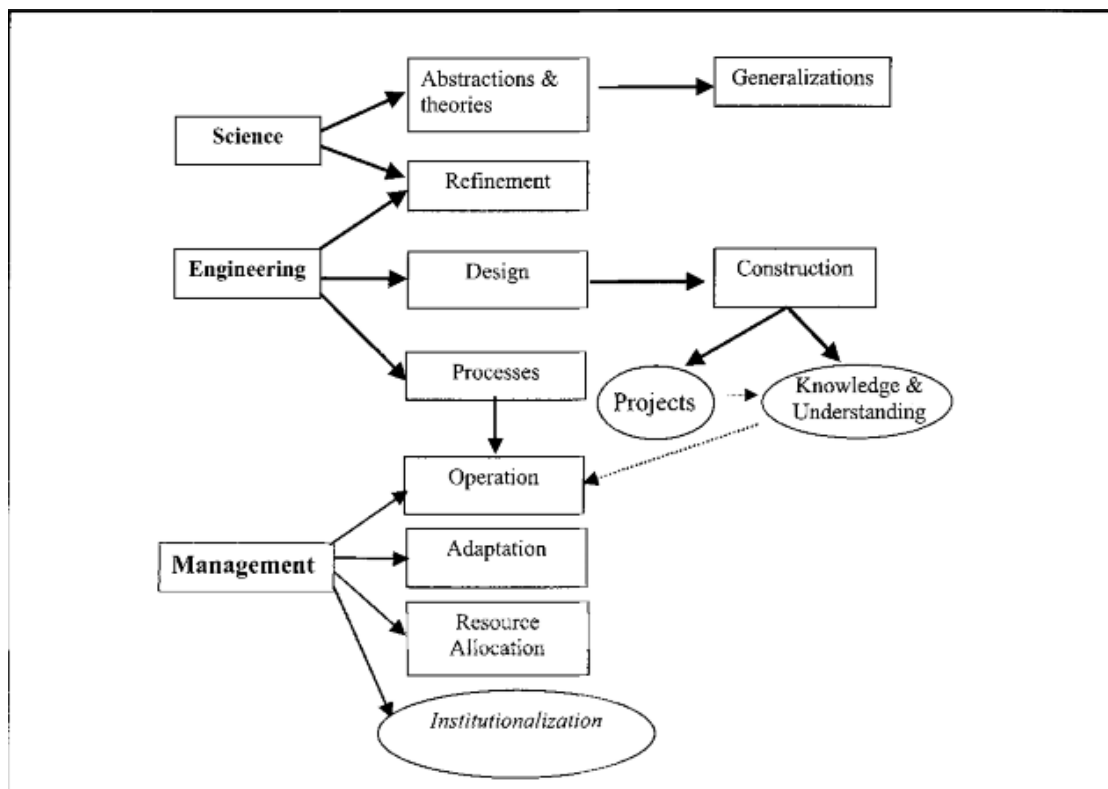 Abstractions &
theories
Generalizations
Science
Refinement
Engineering
Design
Construction
Processes
Projects
Knowledge &
Understanding
Operation
Management
Adaptation
Resource
Allocation
Institutionalization